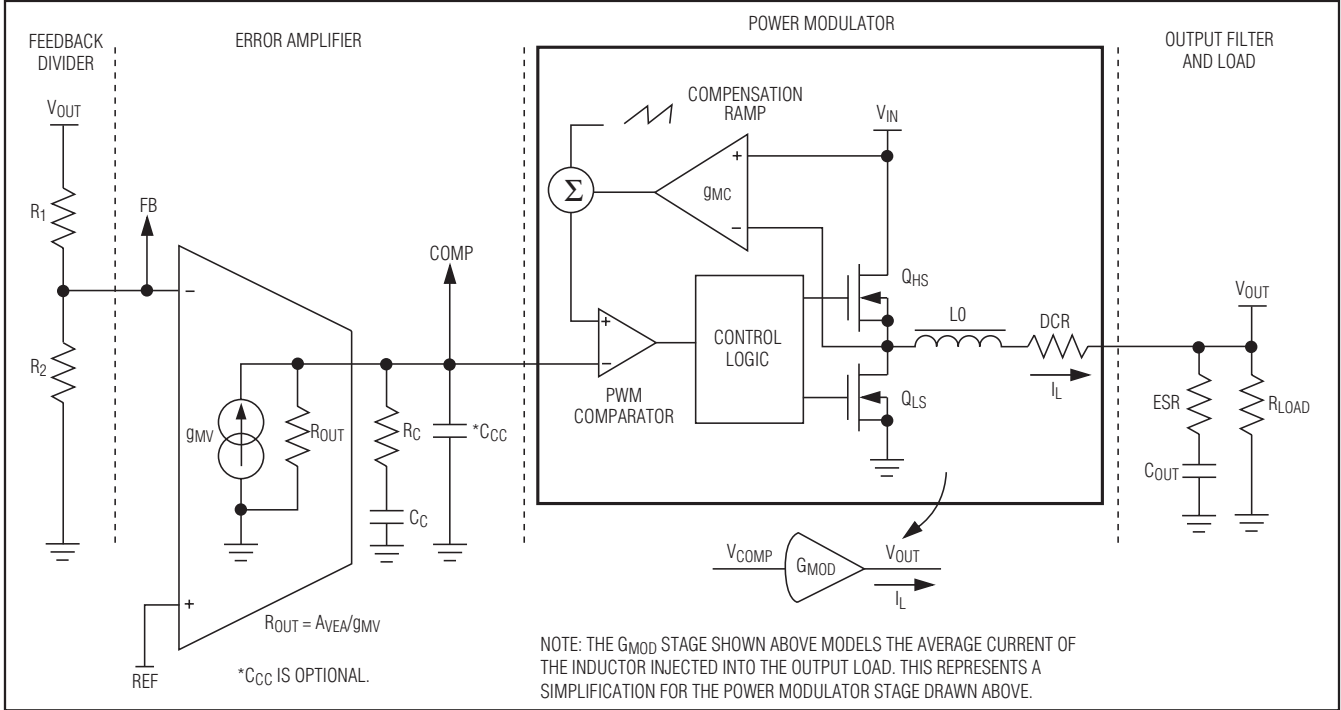 FEEDBACK
DIVIDER
ERROR AMPLIFIER
POWER MODULATOR
OUTPUT FILTER
AND LOAD
VOUT
R1
R2
FB
−
+
REF
gMV
ROUT
ROUT = AVEA/gMV
*CCC IS OPTIONAL.
RC
CC
COMP
*CCC
COMPENSATION
RAMP
Σ
gMC
+
−
VIN
+
−
PWM
COMPARATOR
CONTROL
LOGIC
QHS
QLS
L0
DCR
IL
VOUT
ESR
COUT
RLOAD
VCOMP
GMOD
VOUT
IL
NOTE: THE GMOD STAGE SHOWN ABOVE MODELS THE AVERAGE CURRENT OF
THE INDUCTOR INJECTED INTO THE OUTPUT LOAD. THIS REPRESENTS A
SIMPLIFICATION FOR THE POWER MODULATOR STAGE DRAWN ABOVE.